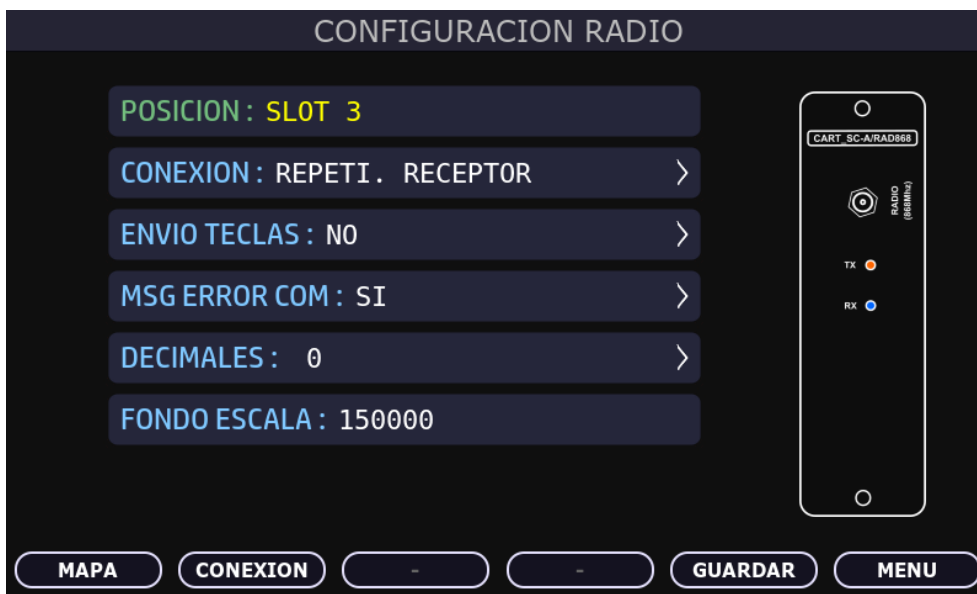 CONFIGURACION RADIO
POSICION : SLOT 3
CONEXION : REPETI. RECEPTOR
ENVIO TECLAS : NO
MSG ERROR COM : SI
DECIMALES : 0
FONDO ESCALA : 150000
CART_SC-A/RAD868
RADIO
(868Mhz)
TX
RX
MAPA CONEXION - - GUARDAR MENU